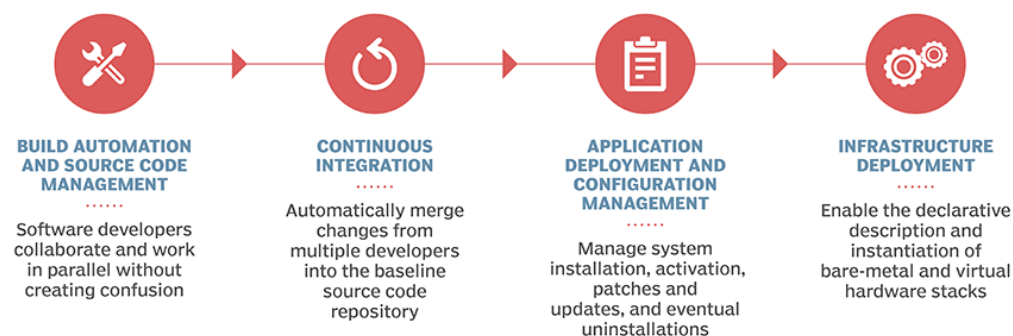 BUILD AUTOMATION
AND SOURCE CODE
MANAGEMENT
Software developers
collaborate and work
in parallel without
creating confusion
CONTINUOUS
INTEGRATION
Automatically merge
changes from
multiple developers
into the baseline
source code
repository
APPLICATION
DEPLOYMENT AND
CONFIGURATION
MANAGEMENT
Manage system
installation, activation,
patches and
updates, and eventual
uninstallations
INFRASTRUCTURE
DEPLOYMENT
Enable the declarative
description and
instantiation of
bare-metal and virtual
hardware stacks